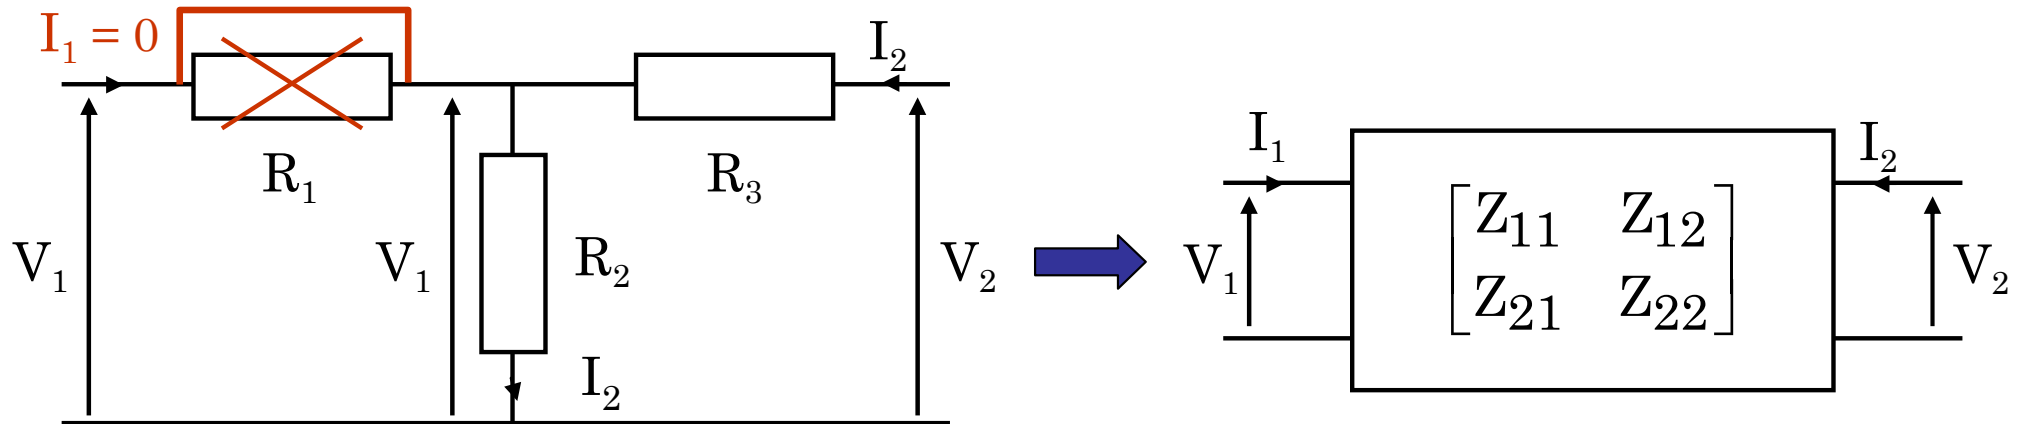 I₁ = 0
I₂
R₁
R₃
V₁
V₁
R₂
V₂
I₂
I₁
I₂
V₁
Z₁₁ Z₁₂
Z₂₁ Z₂₂
V₂